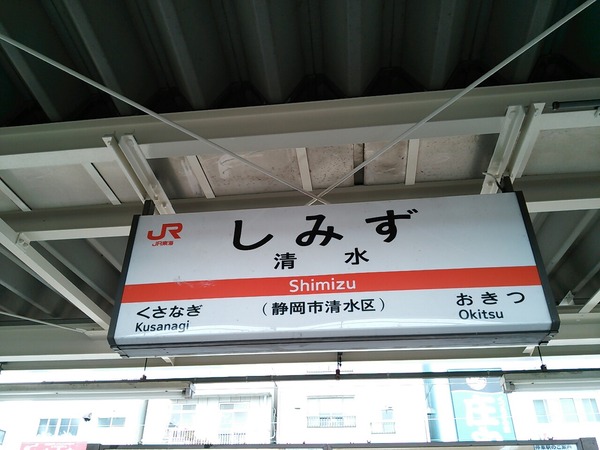 JR
JR東海
しみず
清水
Shimizu
くさなぎ
Kusanagi
（静岡市清水区）
おきつ
Okitsu